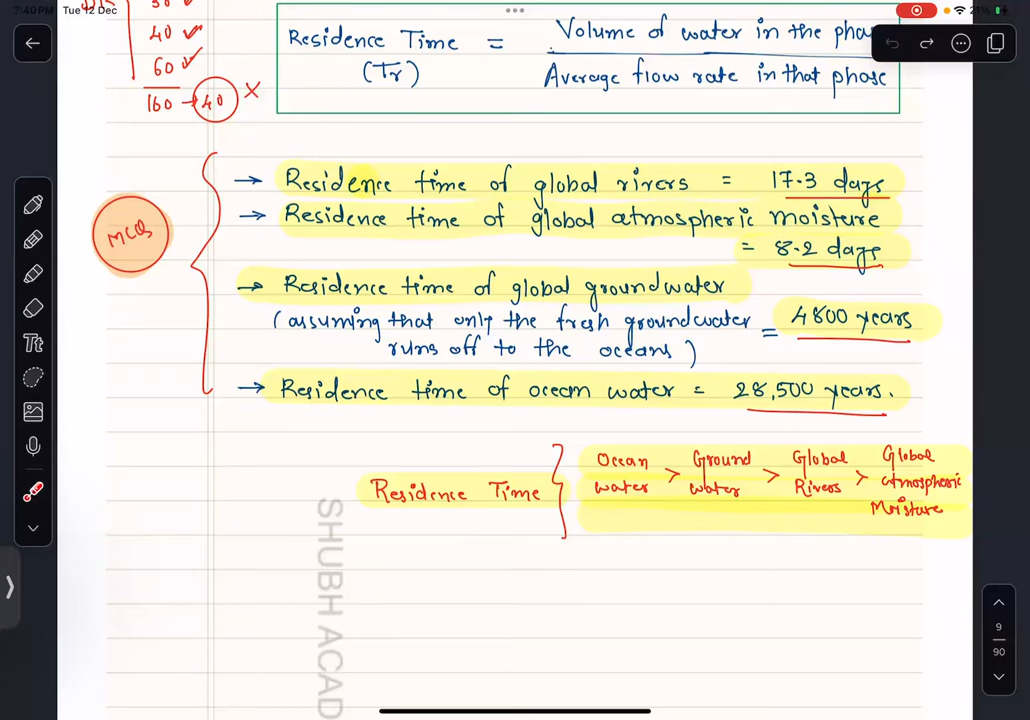 7:40 PM Tue 12 Dec
21%
40 ✓
60 ✓
160 → 40 ×
Residence Time = Volume of water in the
(Tr) Average flow rate in that phase
MCQs
→ Residence time of global rivers = 17.3 days
→ Residence time of global atmospheric moisture
= 8.2 days
→ Residence time of global groundwater
(assuming that only the fresh groundwater = 4800 years
runs off to the oceans)
→ Residence time of ocean water = 28,500 years.
Residence Time { Ocean water > Ground water > Global Rivers > Global atmospheric Moisture
SHUBH ACAD
Tt
9
90